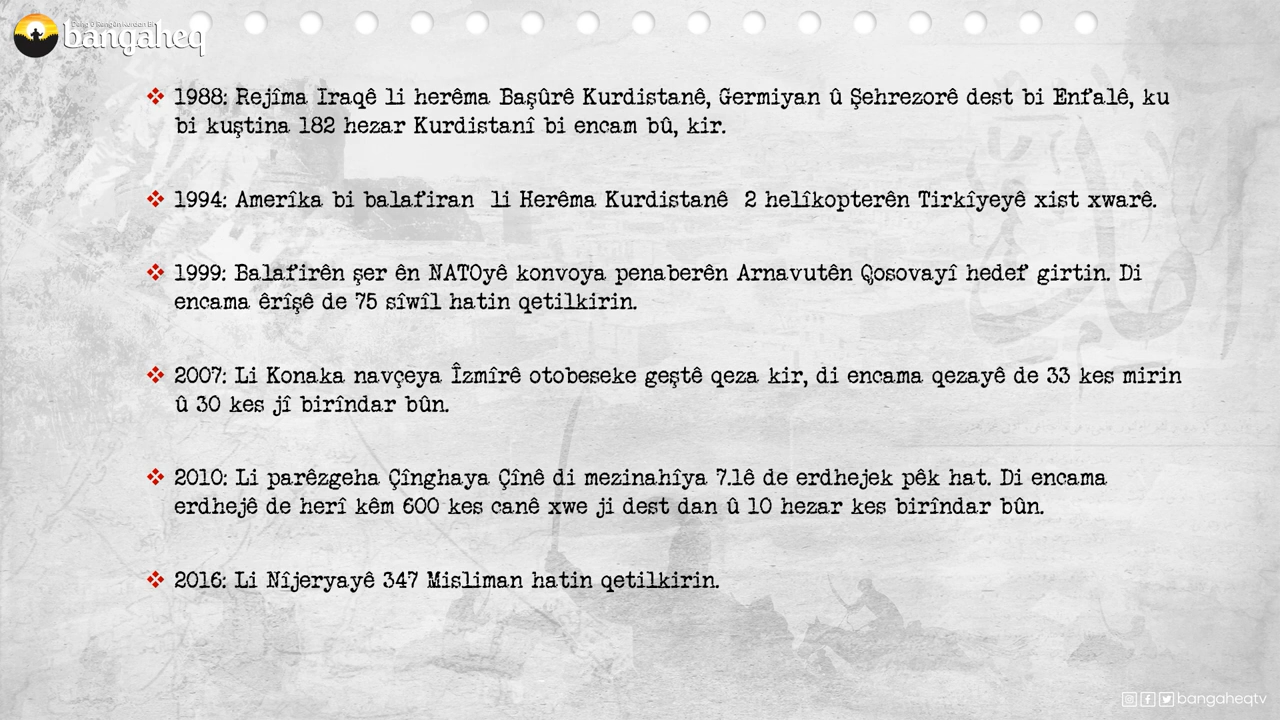 Deng û Rengên Kurdan Bi
bangaheq
1988: Rejîma Iraqê li herêma Başûrê Kurdistanê, Germiyan û Şehrezorê dest bi Enfalê, ku
bi kuştina 182 hezar Kurdistanî bi encam bû, kir.
1994: Amerîka bi balafiran li Herêma Kurdistanê 2 helîkopterên Tirkîyeyê xist xwarê.
1999: Balafirên şer ên NATOyê konvoya penaberên Arnavutên Qosovayî hedef girtin. Di
encama êrîşê de 75 sîwîl hatin qetilkirin.
2007: Li Konaka navçeya Îzmîrê otobeseke geştê qeza kir, di encama qezayê de 33 kes mirin
û 30 kes jî birîndar bûn.
2010: Li parêzgeha Çînghaya Çînê di mezinahîya 7.1ê de erdhejek pêk hat. Di encama
erdhejê de herî kêm 600 kes canê xwe ji dest dan û 10 hezar kes birîndar bûn.
2016: Li Nîjeryayê 347 Misliman hatin qetilkirin.
bangaheqtv